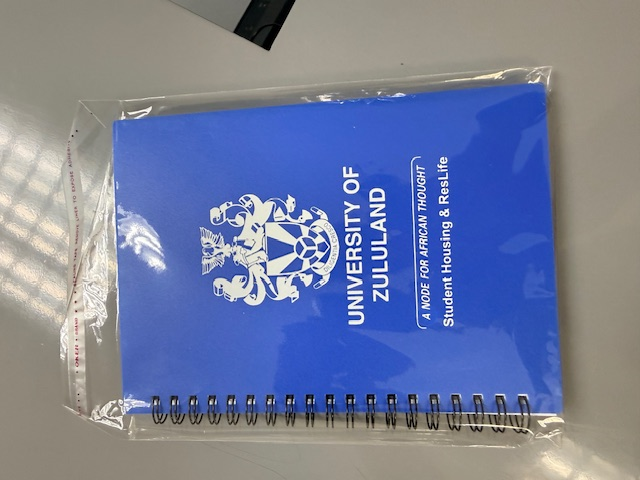 UNIVERSITY OF
ZULULAND
A NODE FOR AFRICAN THOUGHT
Student Housing & ResLife